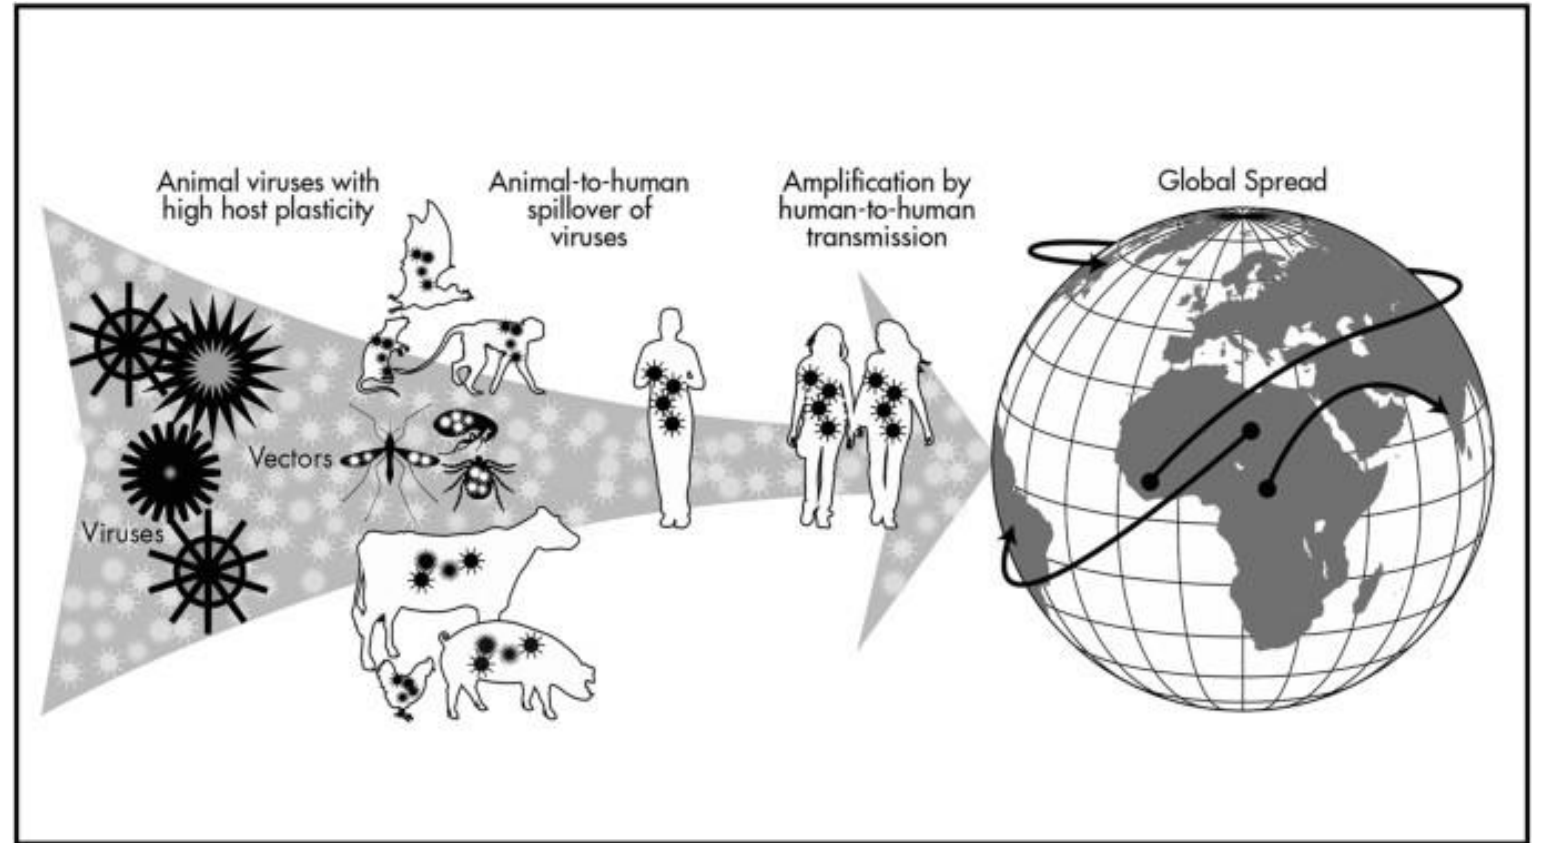 Animal viruses with
high host plasticity
Animal-to-human
spillover of
viruses
Amplification by
human-to-human
transmission
Global Spread
Vectors
Viruses